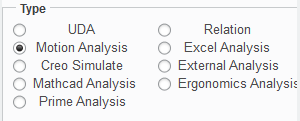 Type
UDA Relation
Motion Analysis Excel Analysis
Creo Simulate External Analysis
Mathcad Analysis Ergonomics Analysis
Prime Analysis